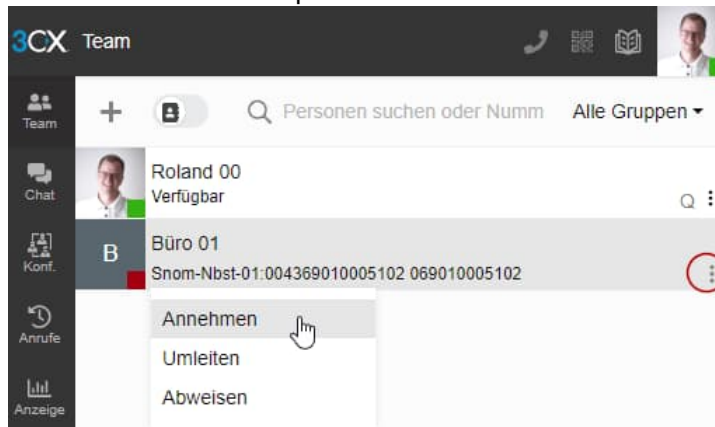 3CX Team
Team
Personen suchen oder Numm
Alle Gruppen
Chat
Roland 00
Verfügbar
Q
Konf.
B
Büro 01
Snom-Nbst-01:004369010005102 069010005102
Anrufe
Annehmen
Umleiten
Anzeige
Abweisen